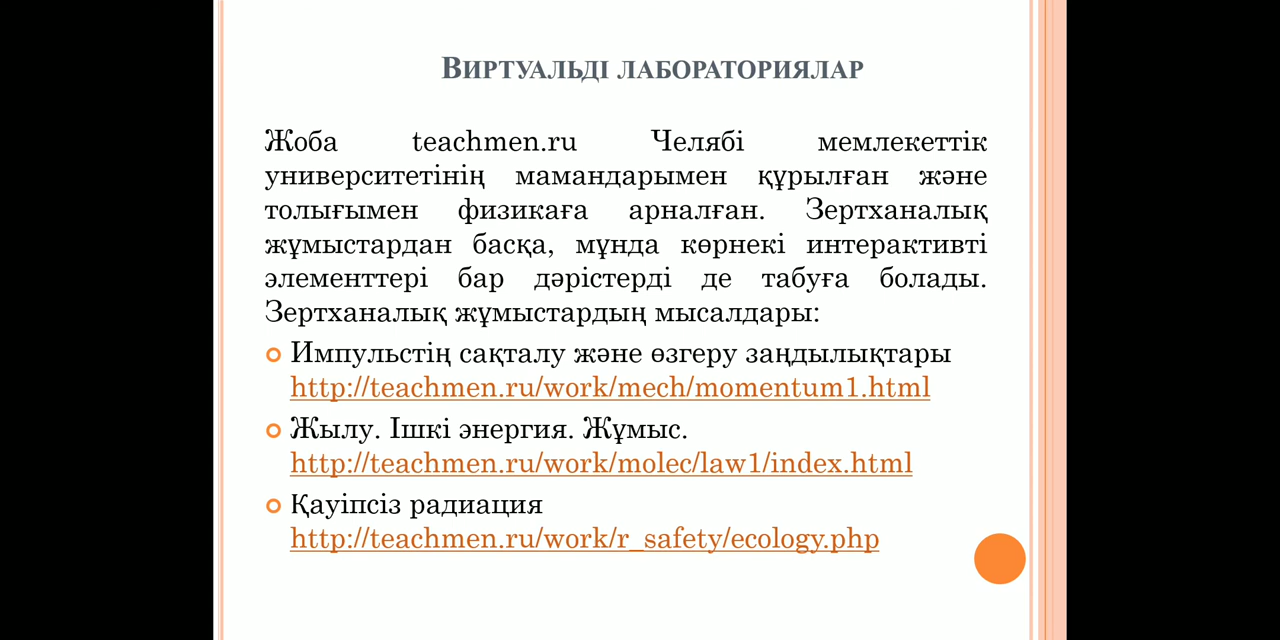 Виртуальді лабораториялар
Жоба teachmen.ru Челябі мемлекеттік
университетінің мамандарымен құрылған және
толығымен физикаға арналған. Зертханалық
жұмыстардан басқа, мұнда көрнекі интерактивті
элементтері бар дәрістерді де табуға болады.
Зертханалық жұмыстардың мысалдары:
Импульстің сақталу және өзгеру заңдылықтары
http://teachmen.ru/work/mech/momentum1.html
Жылу. Ішкі энергия. Жұмыс.
http://teachmen.ru/work/molec/law1/index.html
Қауіпсіз радиация
http://teachmen.ru/work/r_safety/ecology.php